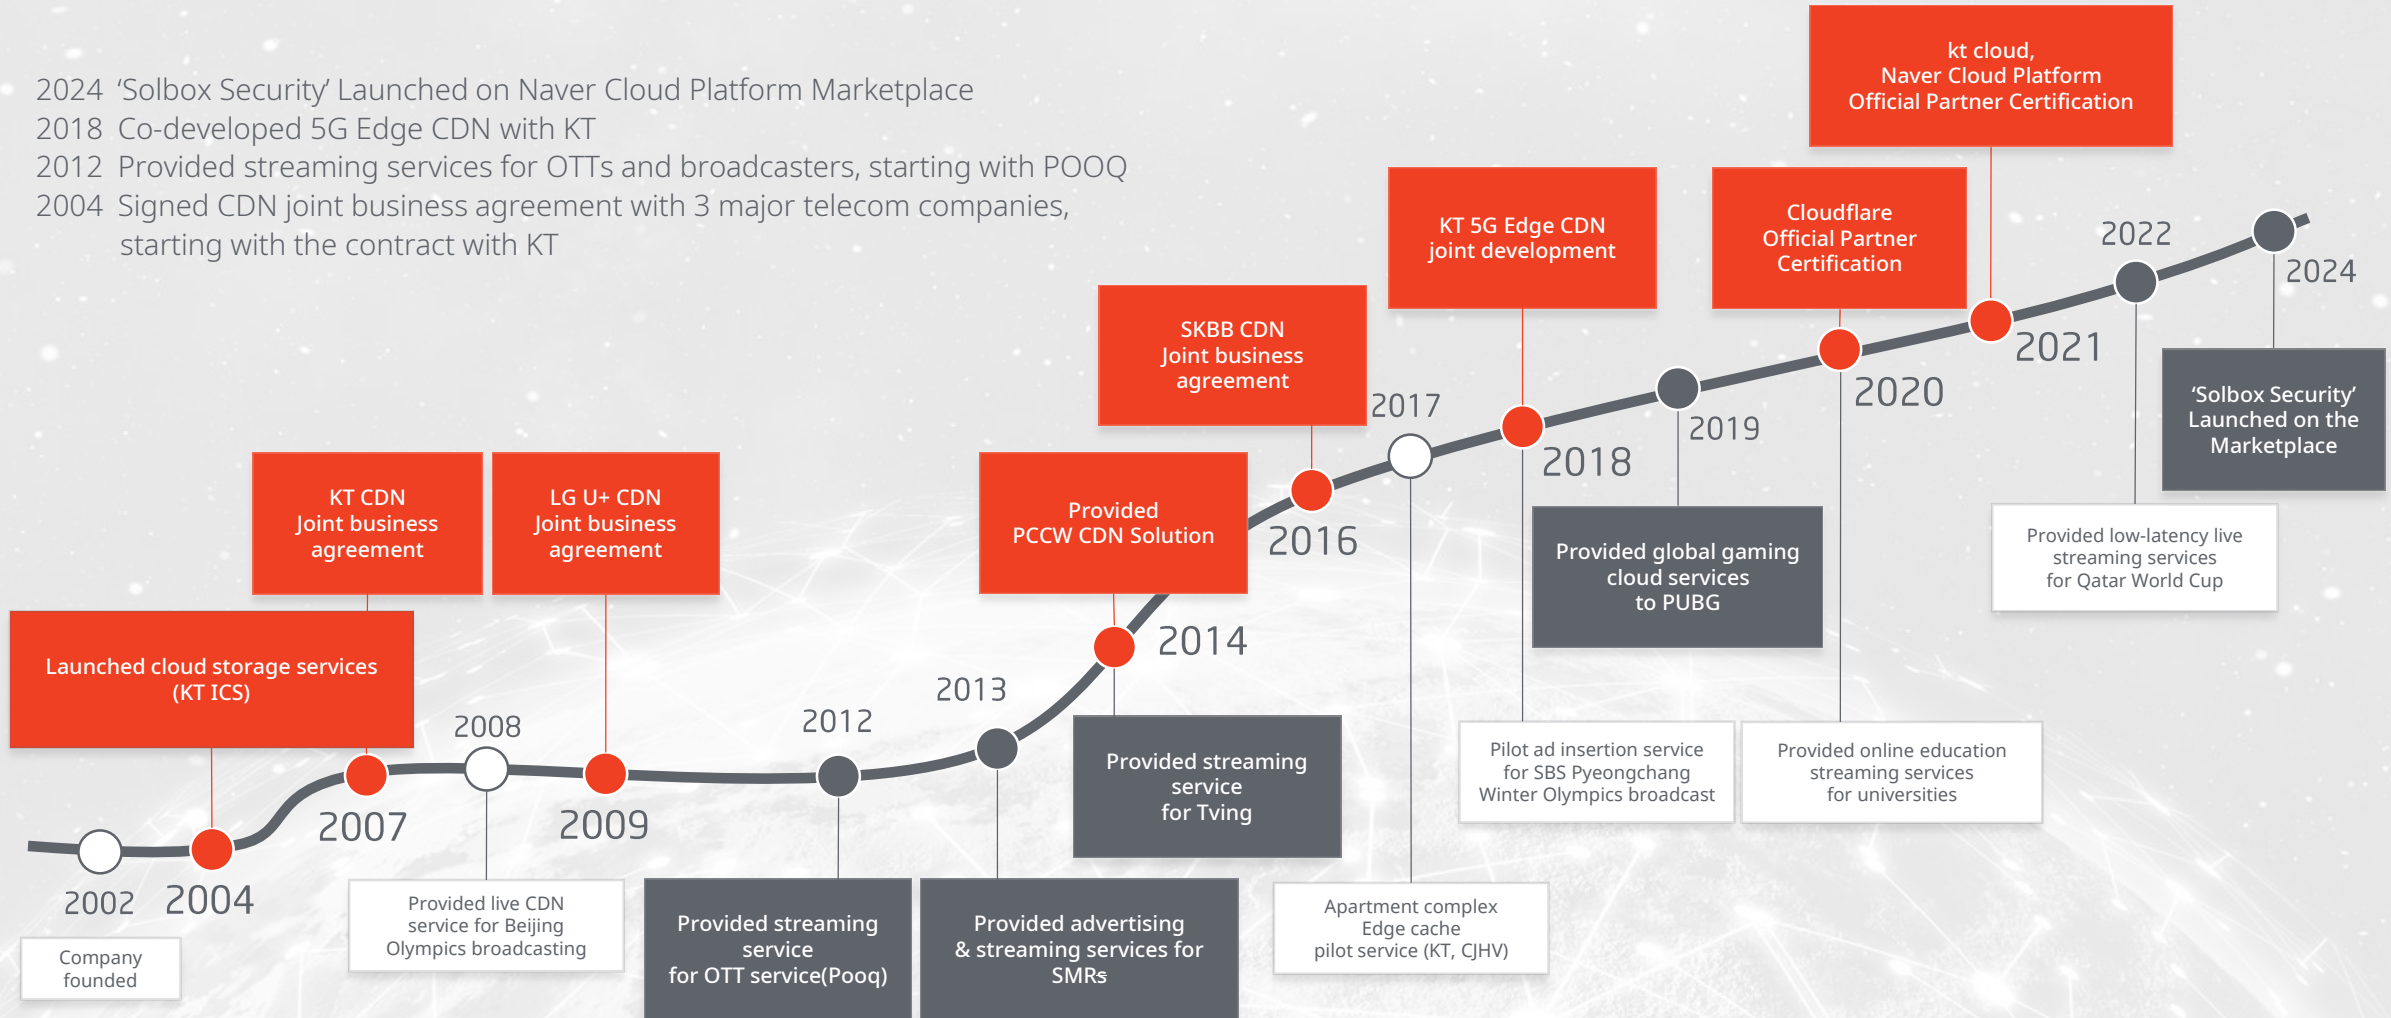 2024 ‘Solbox Security’ Launched on Naver Cloud Platform Marketplace
2018 Co-developed 5G Edge CDN with KT
2012 Provided streaming services for OTTs and broadcasters, starting with POOQ
2004 Signed CDN joint business agreement with 3 major telecom companies,
starting with the contract with KT
Company
founded
2002
2004
Launched cloud storage services
(KT ICS)
KT CDN
Joint business
agreement
2007
2008
Provided live CDN
service for Beijing
Olympics broadcasting
LG U+ CDN
Joint business
agreement
2009
2012
Provided streaming
service
for OTT service(Pooq)
2013
Provided advertising
& streaming services for
SMRs
Provided
PCCW CDN Solution
2014
Provided streaming
service
for Tving
SKBB CDN
Joint business
agreement
2016
2017
Apartment complex
Edge cache
pilot service (KT, CJHV)
KT 5G Edge CDN
joint development
2018
Pilot ad insertion service
for SBS Pyeongchang
Winter Olympics broadcast
2019
Provided global gaming
cloud services
to PUBG
Cloudflare
Official Partner
Certification
2020
Provided online education
streaming services
for universities
kt cloud,
Naver Cloud Platform
Official Partner Certification
2021
2022
Provided low-latency live
streaming services
for Qatar World Cup
2024
‘Solbox Security’
Launched on the
Marketplace